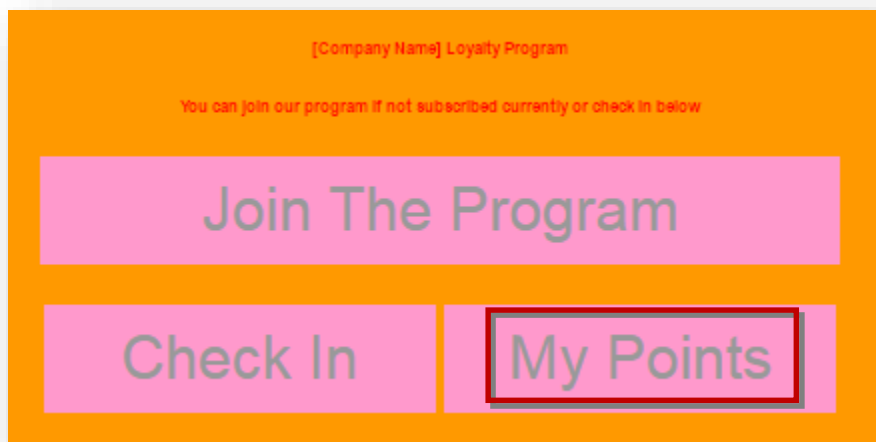 [Company Name] Loyalty Program
You can join our program if not subscribed currently or check in below
Join The Program
Check In
My Points